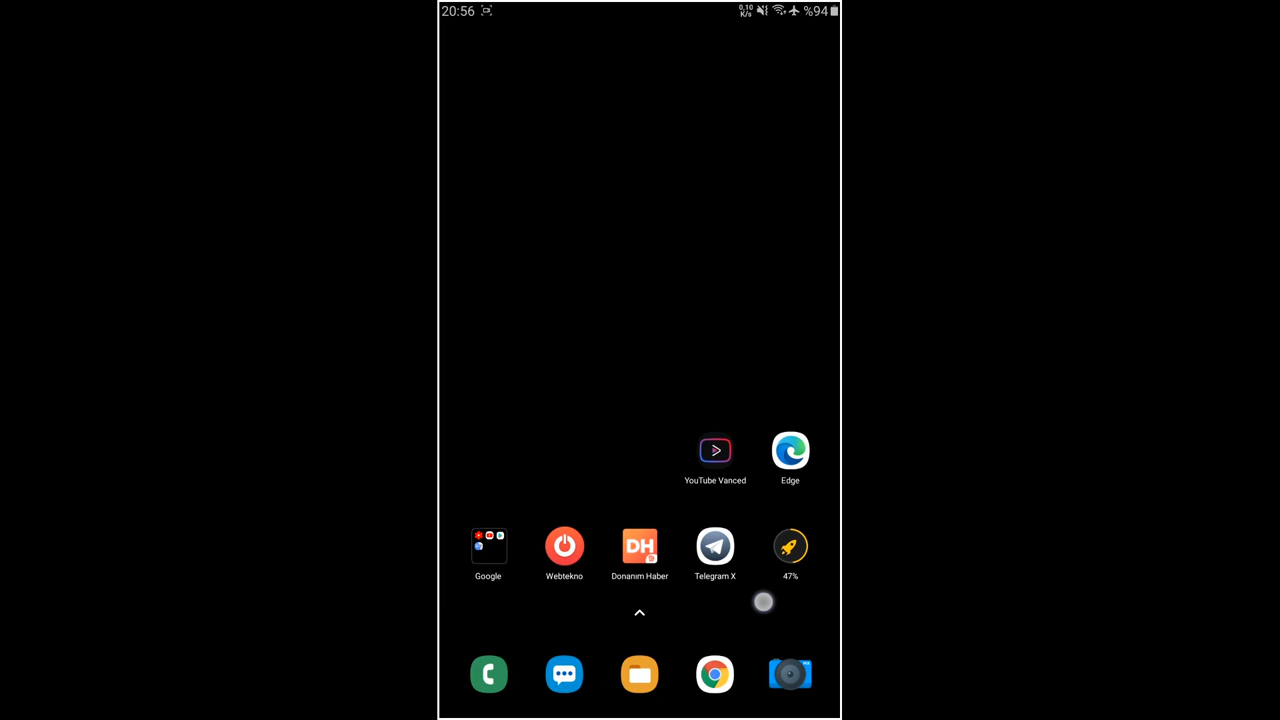 20:56 0,10 K/s %94
YouTube Vanced Edge
DH
Google Webtekno Donanım Haber Telegram X 47%